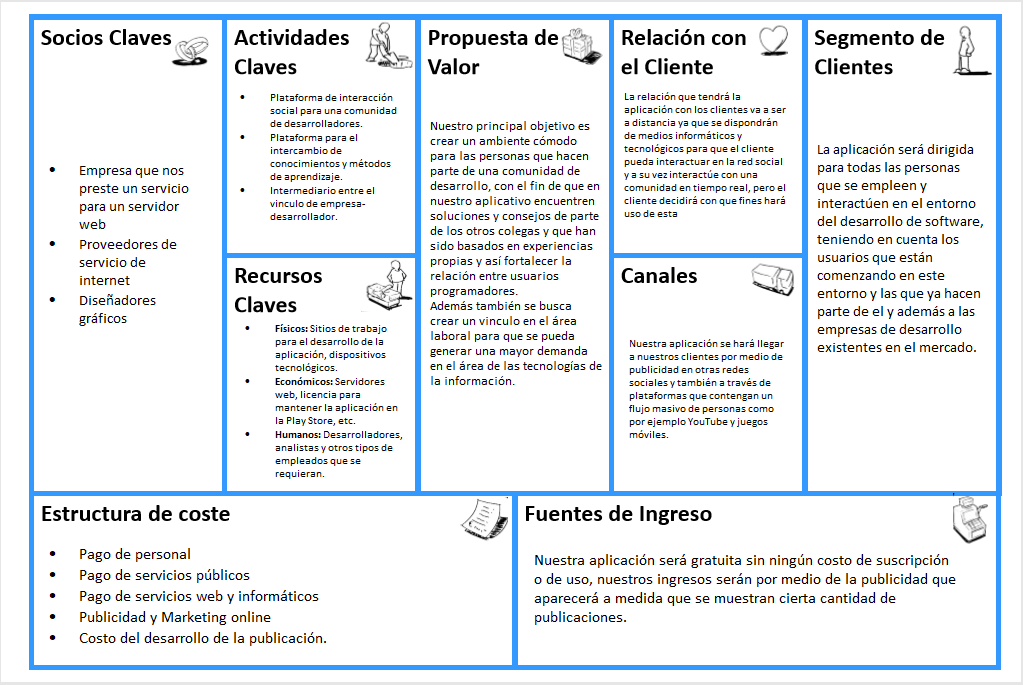 Socios Claves
• Empresa que nos
preste un servicio
para un servidor
web
• Proveedores de
servicio de
internet
• Diseñadores
gráficos
Actividades
Claves
• Plataforma de interacción
social para una comunidad
de desarrolladores.
• Plataforma para el
intercambio de
conocimientos y métodos
de aprendizaje.
• Intermediario entre el
vinculo de empresa-
desarrollador.
Recursos
Claves
• Físicos: Sitios de trabajo
para el desarrollo de la
aplicación, dispositivos
tecnológicos.
• Económicos: Servidores
web, licencia para
mantener la aplicación en
la Play Store, etc.
• Humanos: Desarrolladores,
analistas y otros tipos de
empleados que se
requieran.
Propuesta de
Valor
Nuestro principal objetivo es
crear un ambiente cómodo
para las personas que hacen
parte de una comunidad de
desarrollo, con el fin de que en
nuestro aplicativo encuentren
soluciones y consejos de parte
de los otros colegas y que han
sido basados en experiencias
propias y así fortalecer la
relación entre usuarios
programadores.
Además también se busca
crear un vinculo en el área
laboral para que se pueda
generar una mayor demanda
en el área de las tecnologías de
la información.
Relación con
el Cliente
La relación que tendrá la
aplicación con los clientes va a ser
a distancia ya que se dispondrán
de medios informáticos y
tecnológicos para que el cliente
pueda interactuar en la red social
y a su vez interactúe con una
comunidad en tiempo real, pero el
cliente decidirá con que fines hará
uso de esta
Canales
Nuestra aplicación se hará llegar
a nuestros clientes por medio de
publicidad en otras redes
sociales y también a través de
plataformas que contengan un
flujo masivo de personas como
por ejemplo YouTube y juegos
móviles.
Segmento de
Clientes
La aplicación será dirigida
para todas las personas
que se empleen y
interactúen en el entorno
del desarrollo de software,
teniendo en cuenta los
usuarios que están
comenzando en este
entorno y las que ya hacen
parte de el y además a las
empresas de desarrollo
existentes en el mercado.
Estructura de coste
• Pago de personal
• Pago de servicios públicos
• Pago de servicios web y informáticos
• Publicidad y Marketing online
• Costo del desarrollo de la publicación.
Fuentes de Ingreso
Nuestra aplicación será gratuita sin ningún costo de suscripción
o de uso, nuestros ingresos serán por medio de la publicidad que
aparecerá a medida que se muestran cierta cantidad de
publicaciones.